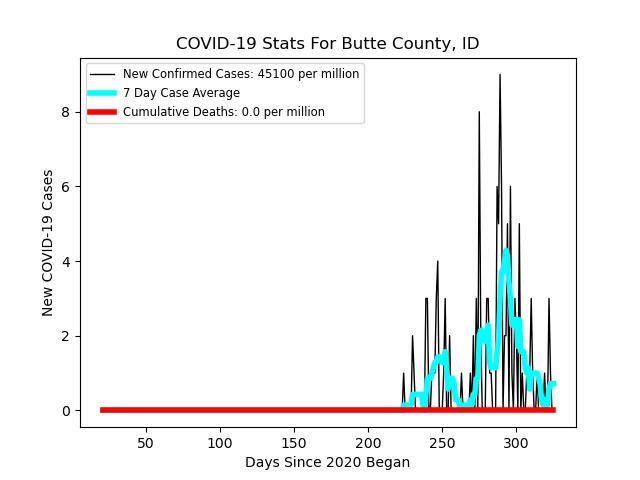 COVID-19 Stats For Butte County, ID
New Confirmed Cases: 45100 per million
7 Day Case Average
Cumulative Deaths: 0.0 per million
New COVID-19 Cases
8
6
4
2
0
50 100 150 200 250 300
Days Since 2020 Began